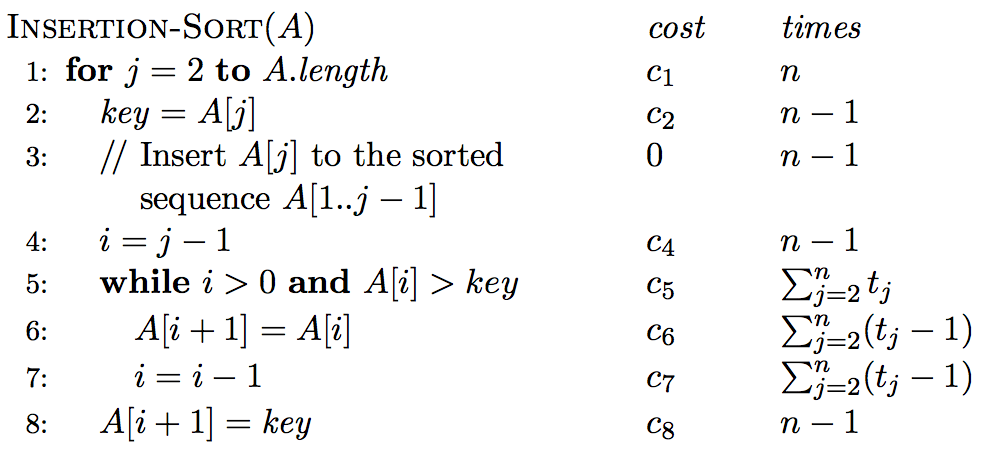 INSERTION-SORT(A) cost times
1: for j = 2 to A.length c₁ n
2: key = A[j] c₂ n − 1
3: // Insert A[j] to the sorted 0 n − 1
sequence A[1..j − 1]
4: i = j − 1 c₄ n − 1
5: while i > 0 and A[i] > key c₅ ∑ⁿⱼ₌₂ tⱼ
6: A[i + 1] = A[i] c₆ ∑ⁿⱼ₌₂(tⱼ − 1)
7: i = i − 1 c₇ ∑ⁿⱼ₌₂(tⱼ − 1)
8: A[i + 1] = key c₈ n − 1